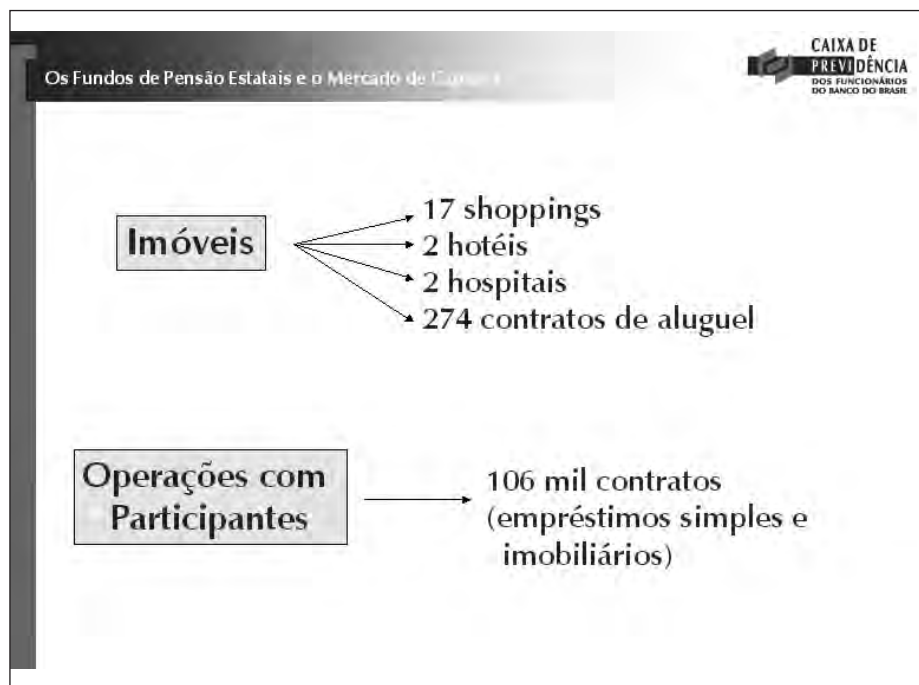 Os Fundos de Pensão Estatais e o Mercado de
CAIXA DE
PREVIDÊNCIA
DOS FUNCIONÁRIOS
DO BANCO DO BRASIL
Imóveis
17 shoppings
2 hotéis
2 hospitais
274 contratos de aluguel
Operações com
Participantes
106 mil contratos
(empréstimos simples e
imobiliários)